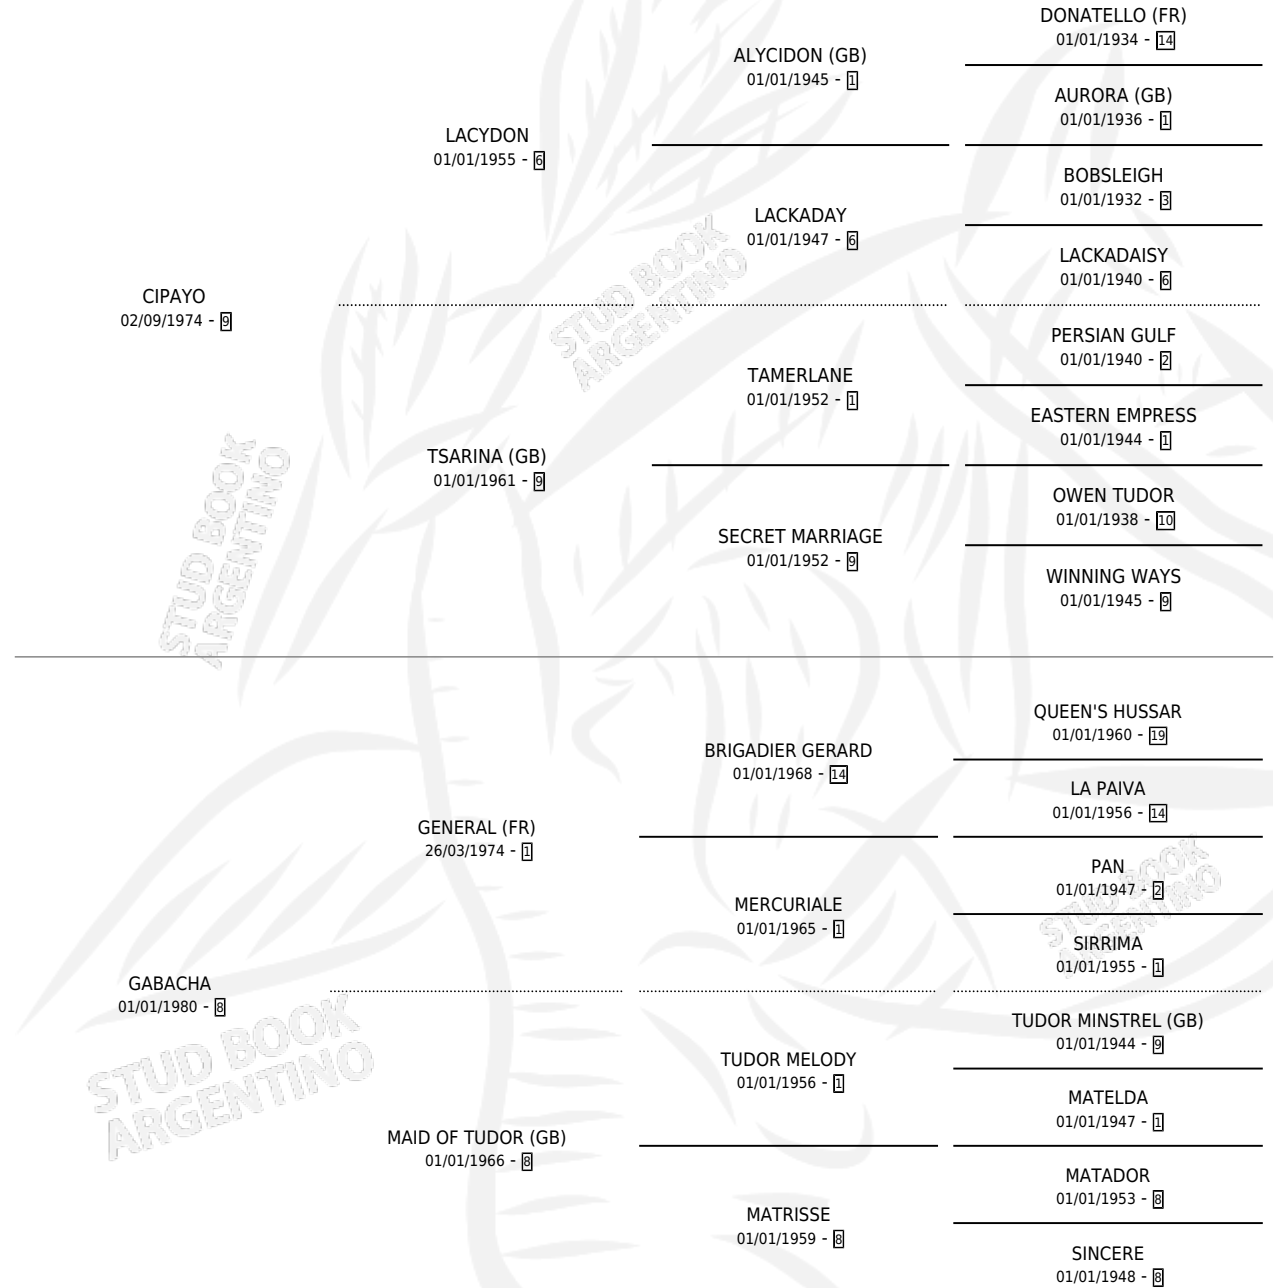 DONATELLO (FR)
01/01/1934 - 14
ALYCIDON (GB)
01/01/1945 - 1
AURORA (GB)
01/01/1936 - 1
LACYDON
01/01/1955 - 6
BOBSLEIGH
01/01/1932 - 3
LACKADAY
01/01/1947 - 6
LACKADAISY
01/01/1940 - 6
CIPAYO
02/09/1974 - 9
PERSIAN GULF
01/01/1940 - 2
TAMERLANE
01/01/1952 - 1
EASTERN EMPRESS
01/01/1944 - 1
TSARINA (GB)
01/01/1961 - 9
OWEN TUDOR
01/01/1938 - 10
SECRET MARRIAGE
01/01/1952 - 9
WINNING WAYS
01/01/1945 - 9
STUD BOOK
ARGENTINO
STUD BOOK
ARGENTINO
QUEEN'S HUSSAR
01/01/1960 - 19
BRIGADIER GERARD
01/01/1968 - 14
LA PAIVA
01/01/1956 - 14
GENERAL (FR)
26/03/1974 - 1
PAN
01/01/1947 - 2
MERCURIALE
01/01/1965 - 1
SIRRIMA
01/01/1955 - 1
GABACHA
01/01/1980 - 8
TUDOR MINSTREL (GB)
01/01/1944 - 9
TUDOR MELODY
01/01/1956 - 1
MATELDA
01/01/1947 - 1
MAID OF TUDOR (GB)
01/01/1966 - 8
MATADOR
01/01/1953 - 8
MATRISSE
01/01/1959 - 8
SINCERE
01/01/1948 - 8
STUD BOOK
ARGENTINO
STUD BOOK
ARGENTINO